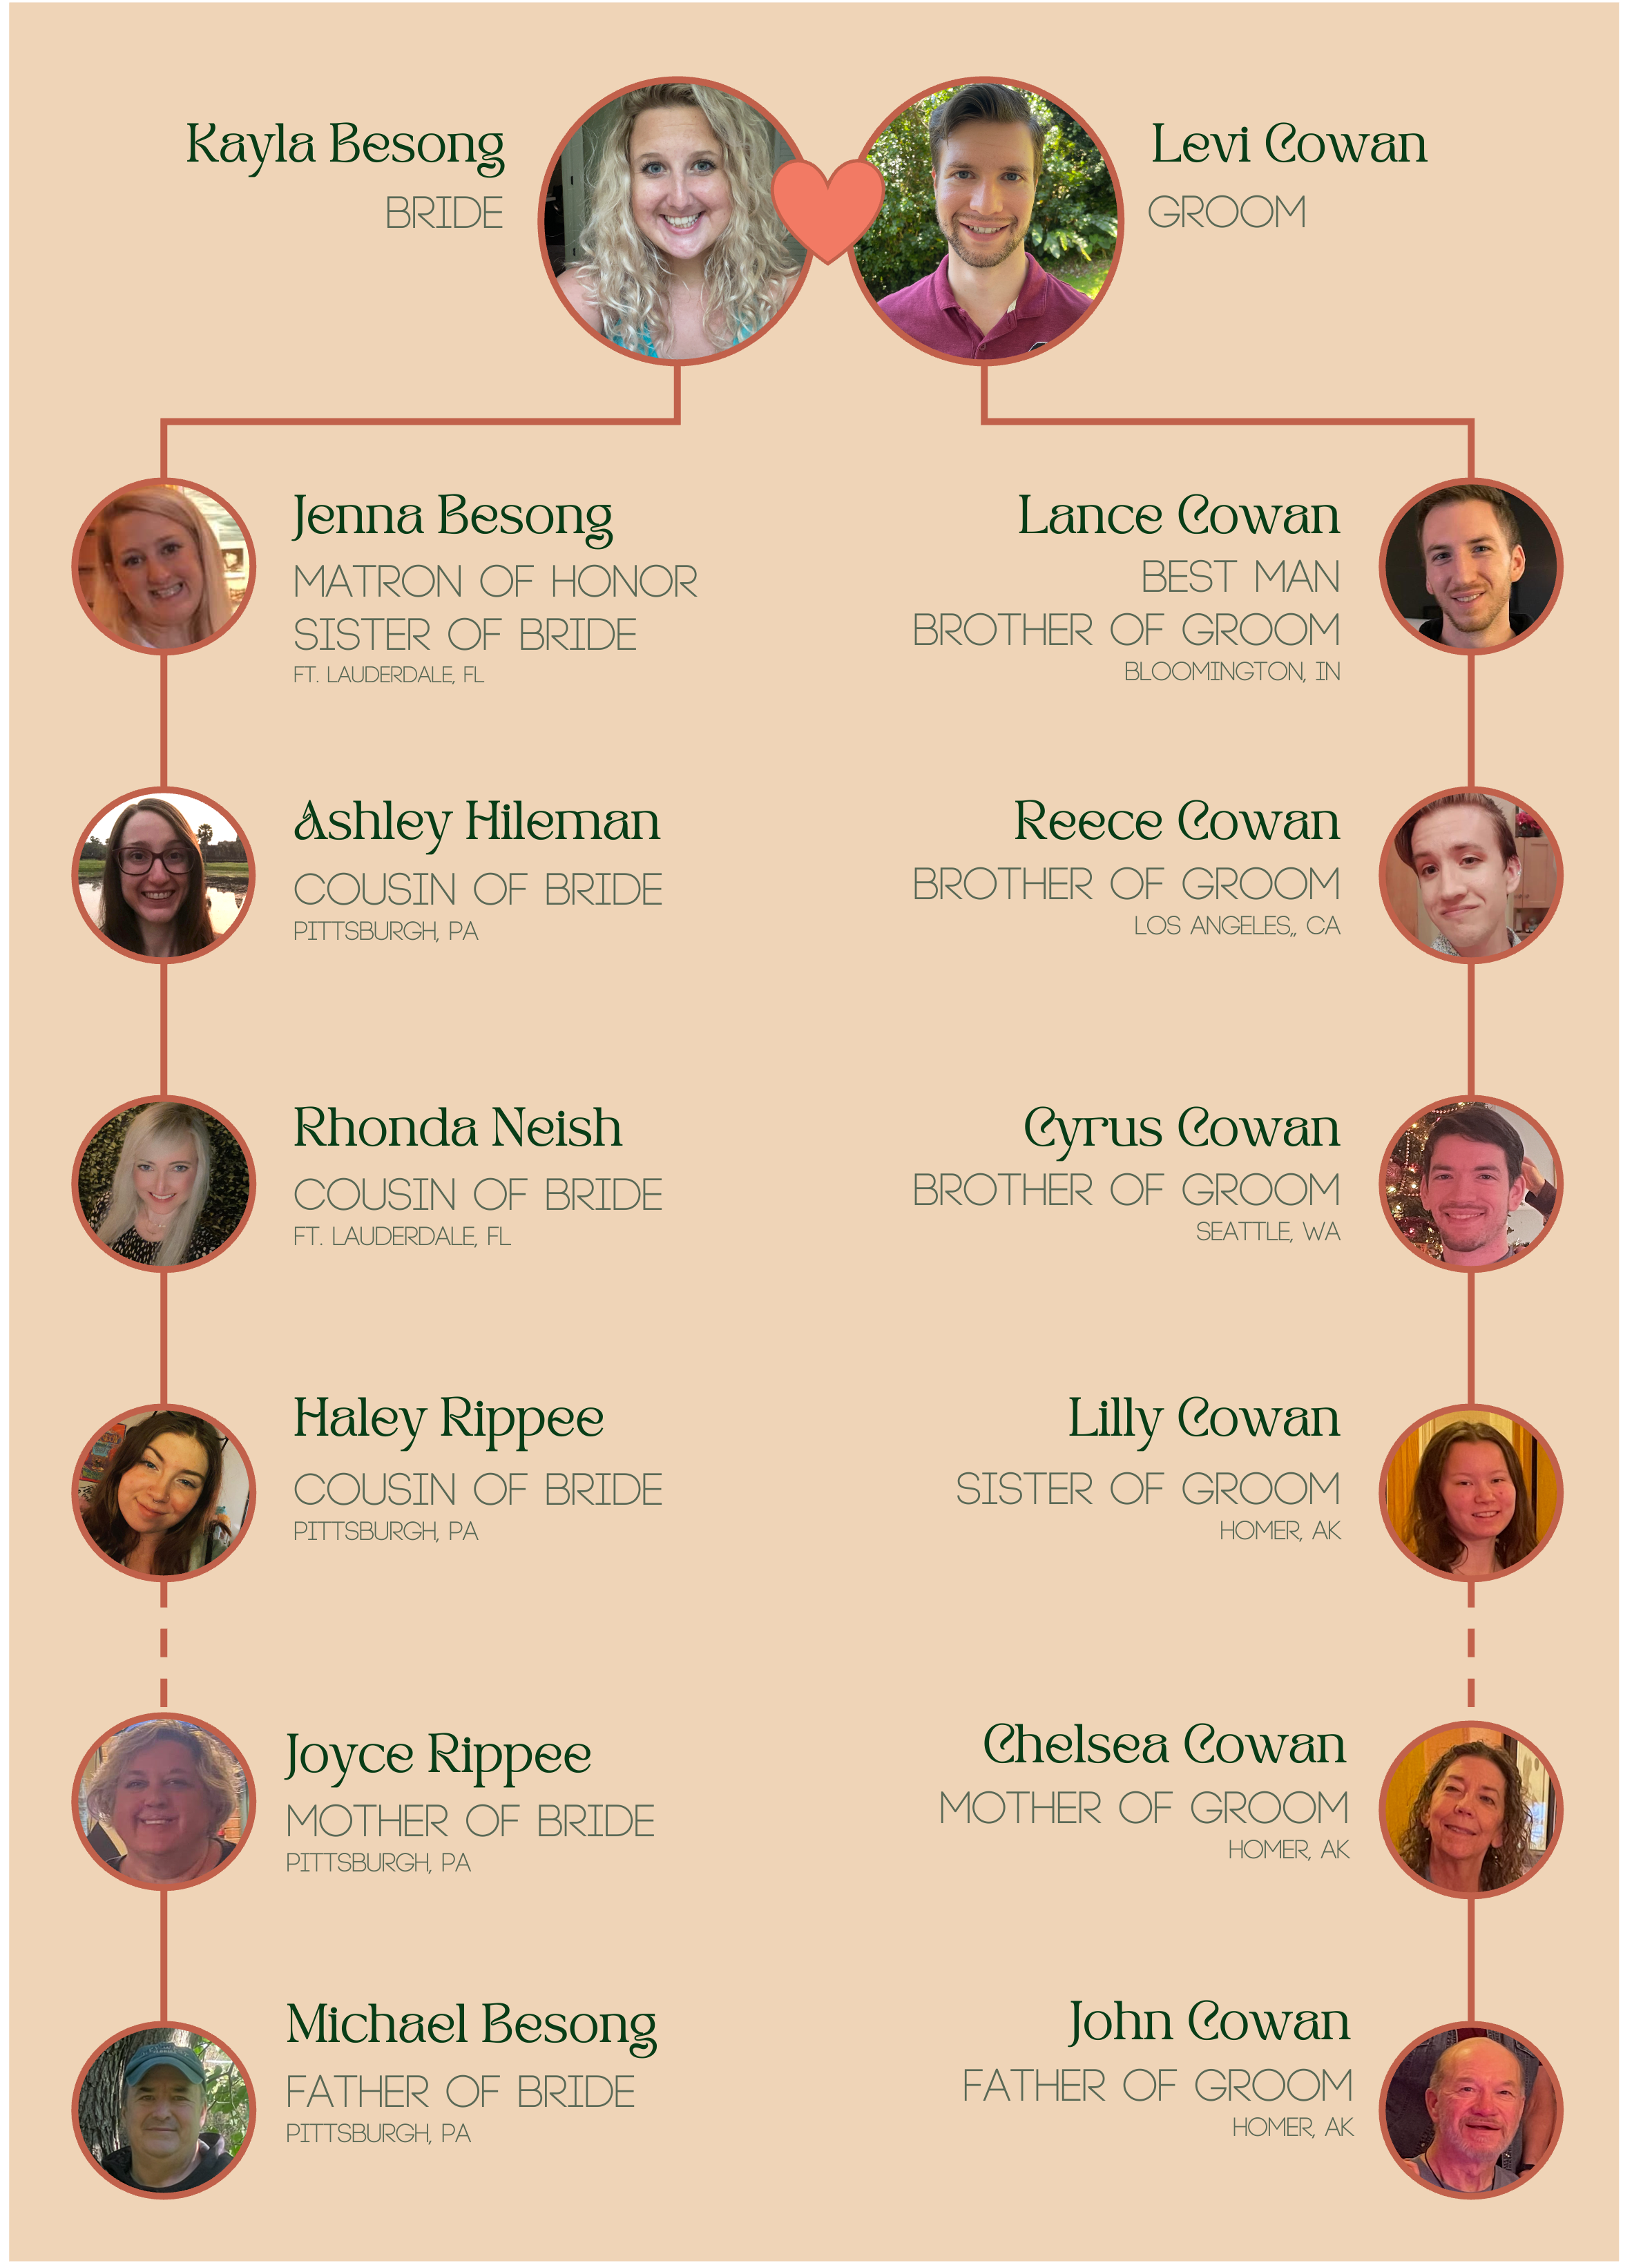 Kayla Besong
BRIDE
Levi Cowan
GROOM
Jenna Besong
MATRON OF HONOR
SISTER OF BRIDE
FT. LAUDERDALE, FL
Lance Cowan
BEST MAN
BROTHER OF GROOM
BLOOMINGTON, IN
Ashley Hileman
COUSIN OF BRIDE
PITTSBURGH, PA
Reece Cowan
BROTHER OF GROOM
LOS ANGELES,, CA
Rhonda Neish
COUSIN OF BRIDE
FT. LAUDERDALE, FL
Cyrus Cowan
BROTHER OF GROOM
SEATTLE, WA
Haley Rippee
COUSIN OF BRIDE
PITTSBURGH, PA
Lilly Cowan
SISTER OF GROOM
HOMER, AK
Joyce Rippee
MOTHER OF BRIDE
PITTSBURGH, PA
Chelsea Cowan
MOTHER OF GROOM
HOMER, AK
Michael Besong
FATHER OF BRIDE
PITTSBURGH, PA
John Cowan
FATHER OF GROOM
HOMER, AK